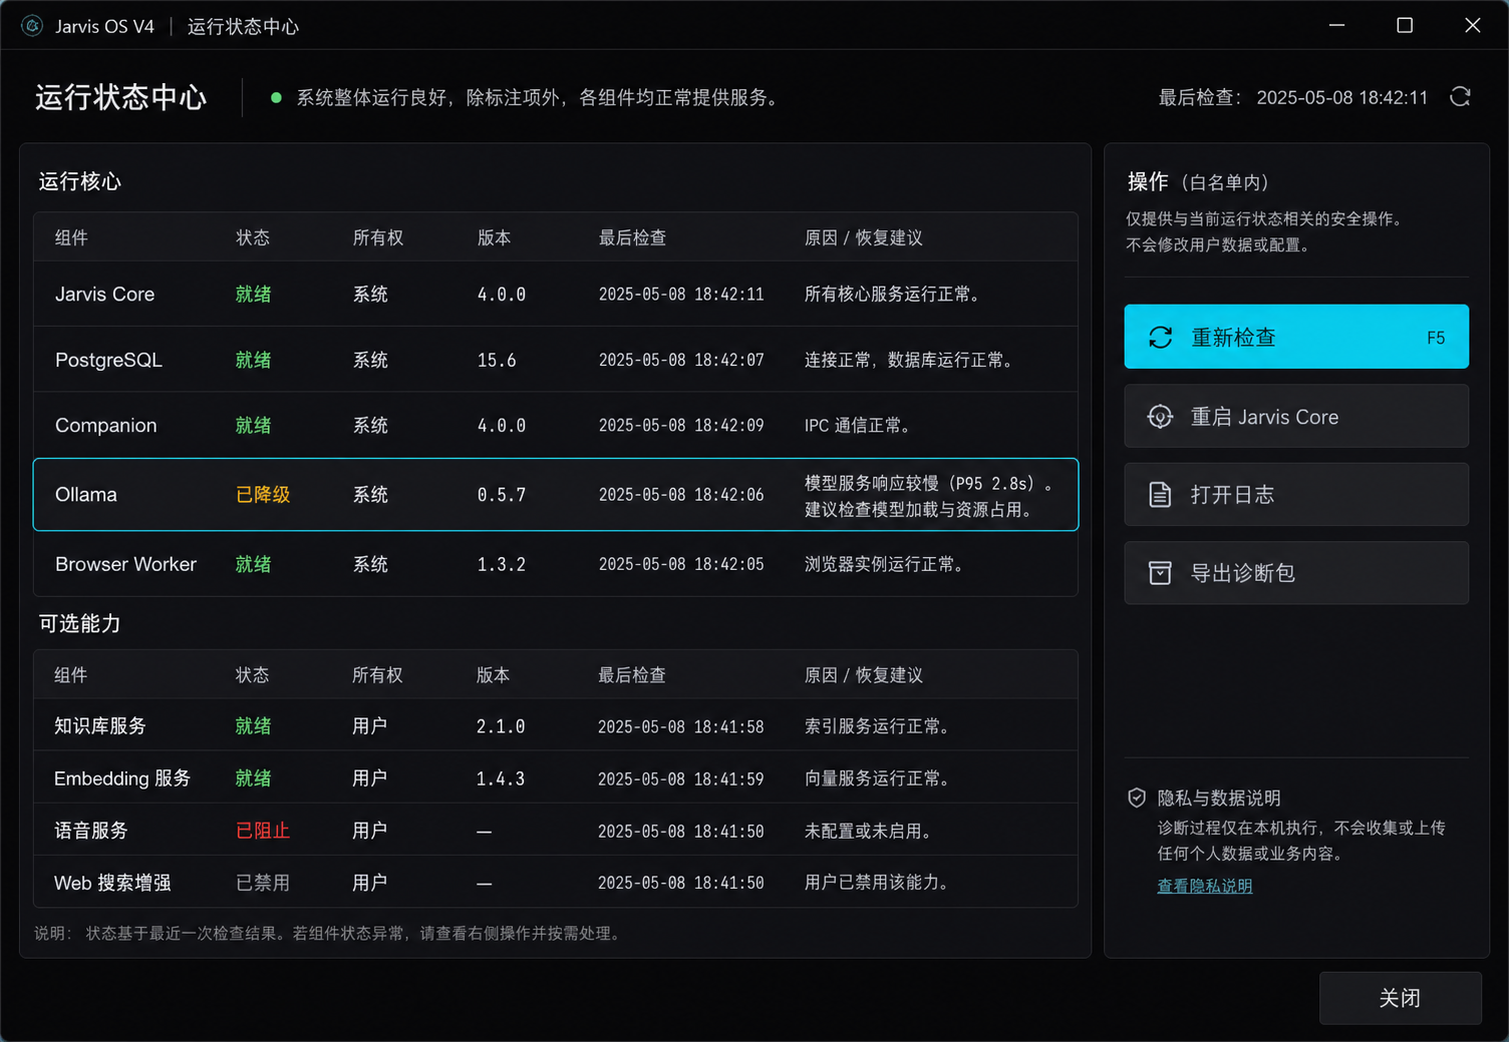 Jarvis OS V4 | 运行状态中心
运行状态中心
系统整体运行良好，除标注项外，各组件均正常提供服务。
最后检查： 2025-05-08 18:42:11
运行核心
组件 状态 所有权 版本 最后检查 原因 / 恢复建议
Jarvis Core 就绪 系统 4.0.0 2025-05-08 18:42:11 所有核心服务运行正常。
PostgreSQL 就绪 系统 15.6 2025-05-08 18:42:07 连接正常，数据库运行正常。
Companion 就绪 系统 4.0.0 2025-05-08 18:42:09 IPC 通信正常。
Ollama 已降级 系统 0.5.7 2025-05-08 18:42:06 模型服务响应较慢（P95 2.8s）。
建议检查模型加载与资源占用。
Browser Worker 就绪 系统 1.3.2 2025-05-08 18:42:05 浏览器实例运行正常。
可选能力
组件 状态 所有权 版本 最后检查 原因 / 恢复建议
知识库服务 就绪 用户 2.1.0 2025-05-08 18:41:58 索引服务运行正常。
Embedding 服务 就绪 用户 1.4.3 2025-05-08 18:41:59 向量服务运行正常。
语音服务 已阻止 用户 — 2025-05-08 18:41:50 未配置或未启用。
Web 搜索增强 已禁用 用户 — 2025-05-08 18:41:50 用户已禁用该能力。
说明： 状态基于最近一次检查结果。若组件状态异常，请查看右侧操作并按需处理。
操作（白名单内）
仅提供与当前运行状态相关的安全操作。
不会修改用户数据或配置。
重新检查 F5
重启 Jarvis Core
打开日志
导出诊断包
隐私与数据说明
诊断过程仅在本机执行，不会收集或上传
任何个人数据或业务内容。
查看隐私说明
关闭